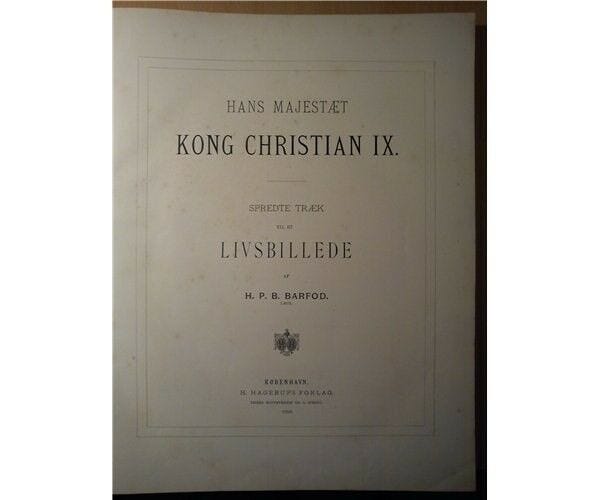 HANS MAJESTÆT
KONG CHRISTIAN IX.
SPREDTE TRÆK
TIL ET
LIVSBILLEDE
AF
H. P. B. BARFOD.
KØBENHAVN.
H. HAGERUPS FORLAG.